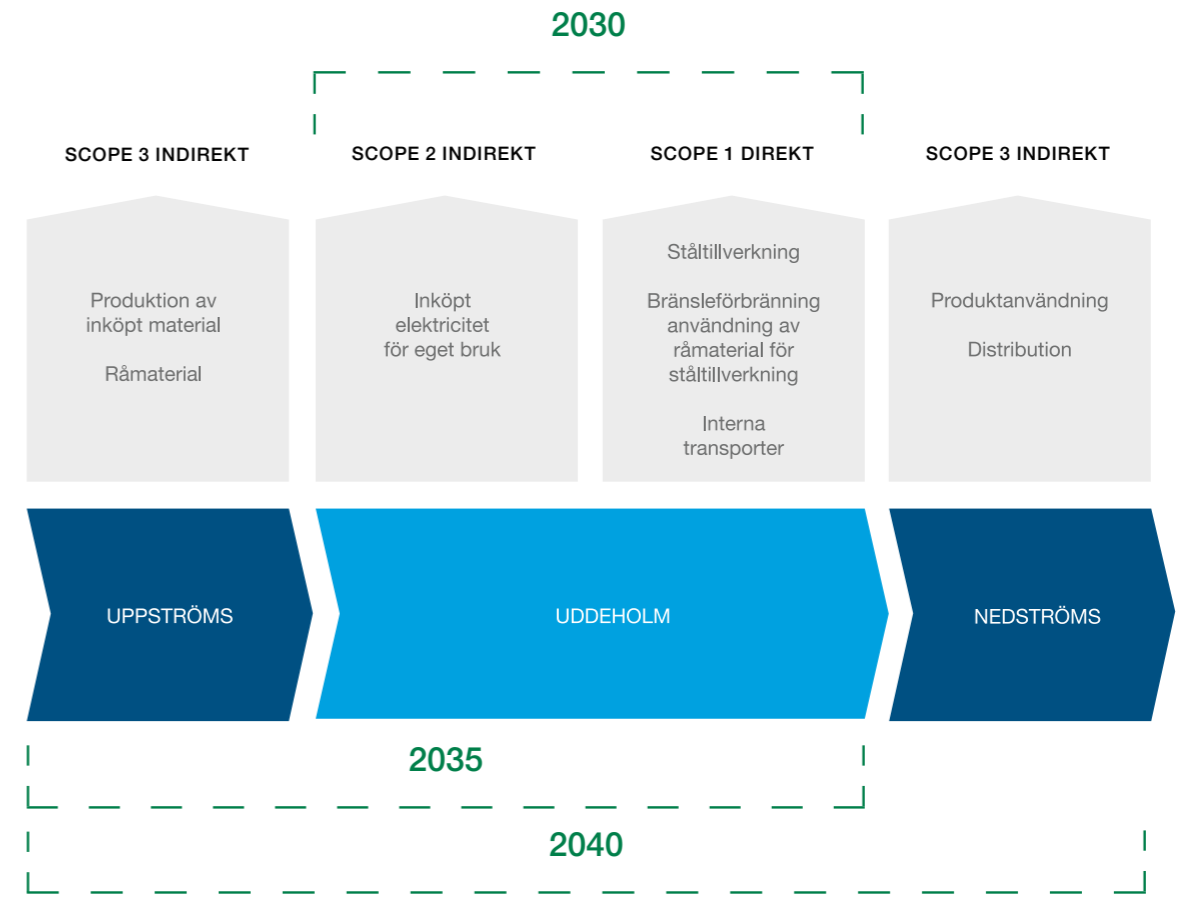 2030
SCOPE 3 INDIREKT
Produktion av
inköpt material
Råmaterial
SCOPE 2 INDIREKT
Inköpt
elektricitet
för eget bruk
SCOPE 1 DIREKT
Ståltillverkning
Bränsleförbränning
användning av
råmaterial för
ståltillverkning
Interna
transporter
SCOPE 3 INDIREKT
Produktanvändning
Distribution
UPPSTRÖMS
UDDEHOLM
NEDSTRÖMS
2035
2040